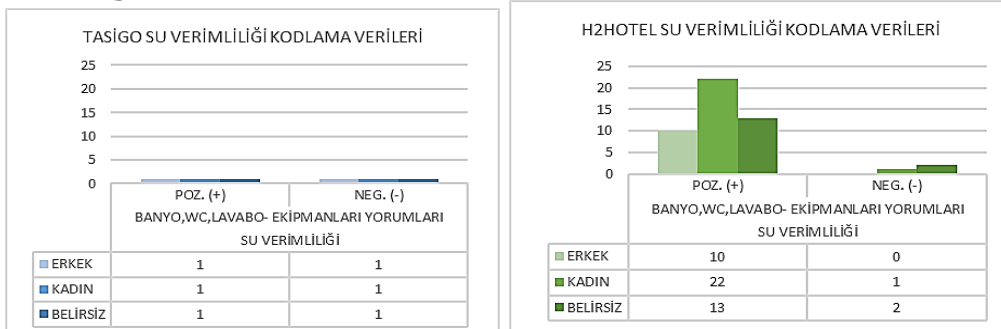 TASİGO SU VERİMLİLİĞİ KODLAMA VERİLERİ
25
20
15
10
5
0
POZ. (+) NEG. (-)
BANYO,WC,LAVABO- EKİPMANLARI YORUMLARI
SU VERİMLİLİĞİ
ERKEK 1 1
KADIN 1 1
BELİRSİZ 1 1
H2HOTEL SU VERİMLİLİĞİ KODLAMA VERİLERİ
25
20
15
10
5
0
POZ. (+) NEG. (-)
BANYO,WC,LAVABO- EKİPMANLARI YORUMLARI
SU VERİMLİLİĞİ
ERKEK 10 0
KADIN 22 1
BELİRSİZ 13 2